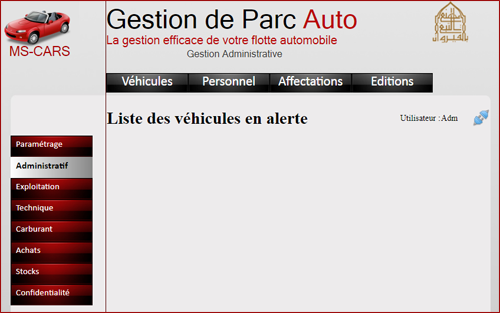 Gestion de Parc Auto
La gestion efficace de votre flotte automobile
MS-CARS
Gestion Administrative
Véhicules Personnel Affectations Editions
Liste des véhicules en alerte
Utilisateur : Adm
Paramétrage
Administratif
Exploitation
Technique
Carburant
Achats
Stocks
Confidentialité